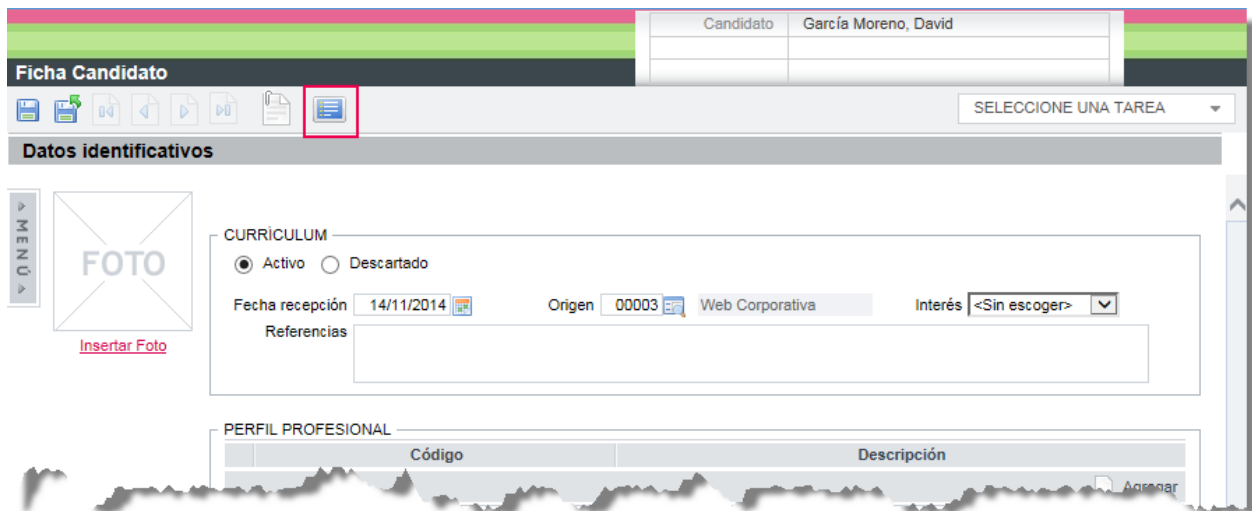 Candidato García Moreno, David
Ficha Candidato
SELECCIONE UNA TAREA
Datos identificativos
MENÚ
FOTO
Insertar Foto
CURRÌCULUM
Activo Descartado
Fecha recepción 14/11/2014 Origen 00003 Web Corporativa Interés <Sin escoger>
Referencias
PERFIL PROFESIONAL
Código Descripción
Agregar